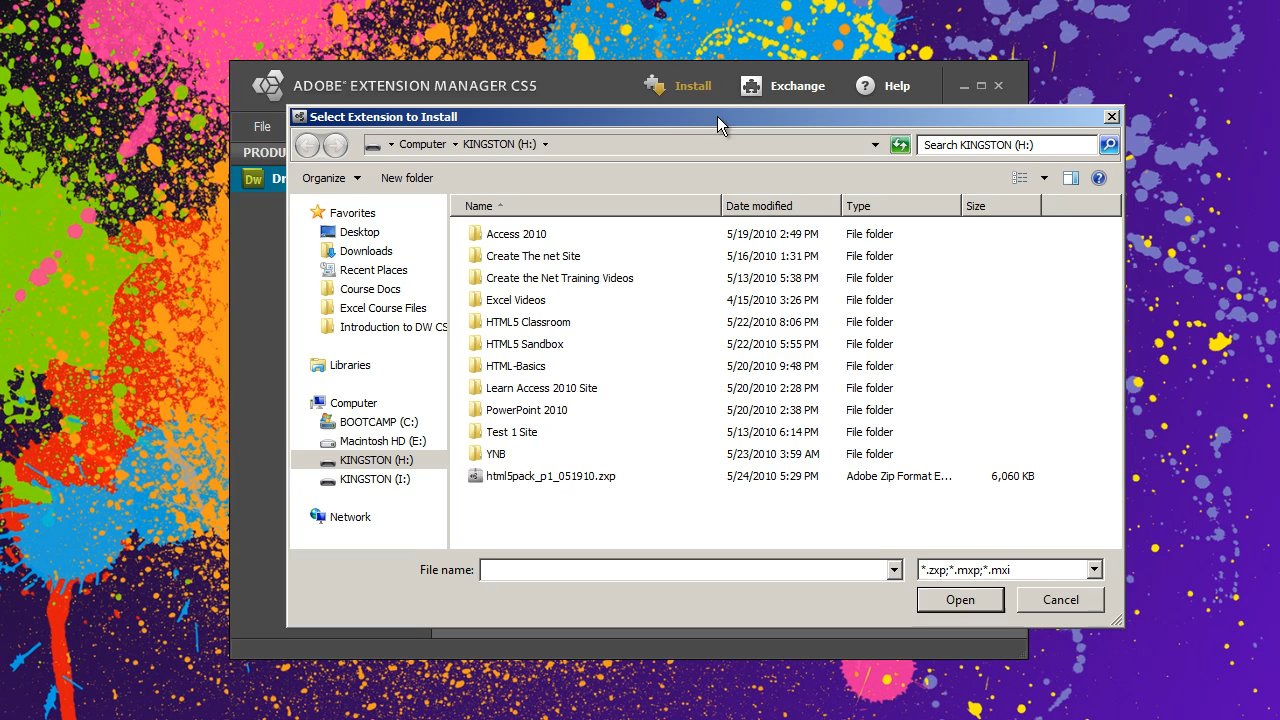 ADOBE® EXTENSION MANAGER CS5
Install
Exchange
Help
File
PRODU
Dw Dr
Select Extension to Install
Computer KINGSTON (H:)
Search KINGSTON (H:)
Organize
New folder
Favorites
Desktop
Downloads
Recent Places
Course Docs
Excel Course Files
Introduction to DW CS
Libraries
Computer
BOOTCAMP (C:)
Macintosh HD (E:)
KINGSTON (H:)
KINGSTON (I:)
Network
Name Date modified Type Size
Access 2010 5/19/2010 2:49 PM File folder
Create The net Site 5/16/2010 1:31 PM File folder
Create the Net Training Videos 5/13/2010 5:38 PM File folder
Excel Videos 4/15/2010 3:26 PM File folder
HTML5 Classroom 5/22/2010 8:06 PM File folder
HTML5 Sandbox 5/22/2010 5:55 PM File folder
HTML-Basics 5/20/2010 9:48 PM File folder
Learn Access 2010 Site 5/20/2010 2:28 PM File folder
PowerPoint 2010 5/20/2010 2:38 PM File folder
Test 1 Site 5/13/2010 6:14 PM File folder
YNB 5/23/2010 3:59 AM File folder
html5pack_p1_051910.zxp 5/24/2010 5:29 PM Adobe Zip Format E... 6,060 KB
File name:
*.zxp;*.mxp;*.mxi
Open
Cancel